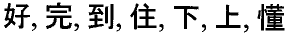 好, 完, 到, 住, 下, 上, 懂